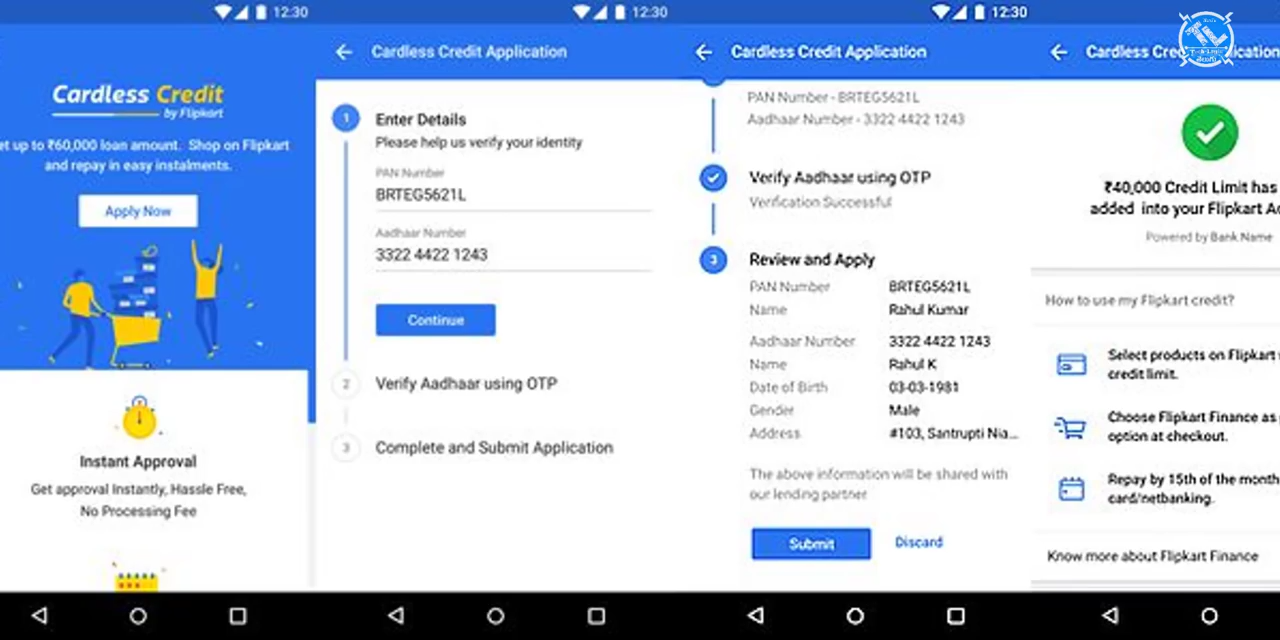 12:30
Cardless Credit
by Flipkart
et up to ₹60,000 loan amount. Shop on Flipkart
and repay in easy instalments.
Apply Now
Instant Approval
Get approval Instantly, Hassle Free,
No Processing Fee
12:30
Cardless Credit Application
1
Enter Details
Please help us verify your identity
PAN Number
BRTEG5621L
Aadhaar Number
3322 4422 1243
Continue
2
Verify Aadhaar using OTP
3
Complete and Submit Application
12:30
Cardless Credit Application
PAN Number - BRTEG5621L
Aadhaar Number - 3322 4422 1243
Verify Aadhaar using OTP
Verification Successful
3
Review and Apply
PAN Number BRTEG5621L
Name Rahul Kumar
Aadhaar Number 3322 4422 1243
Name Rahul K
Date of Birth 03-03-1981
Gender Male
Address #103, Santrupti Nia...
The above information will be shared with
our lending partner
Submit
Discard
Cardless Cre ication
₹40,000 Credit Limit has
added into your Flipkart Ac
Powered by Bank Name
How to use my Flipkart credit?
Select products on Flipkart
credit limit.
Choose Flipkart Finance as
option at checkout.
Repay by 15th of the month
card/netbanking.
Know more about Flipkart Finance